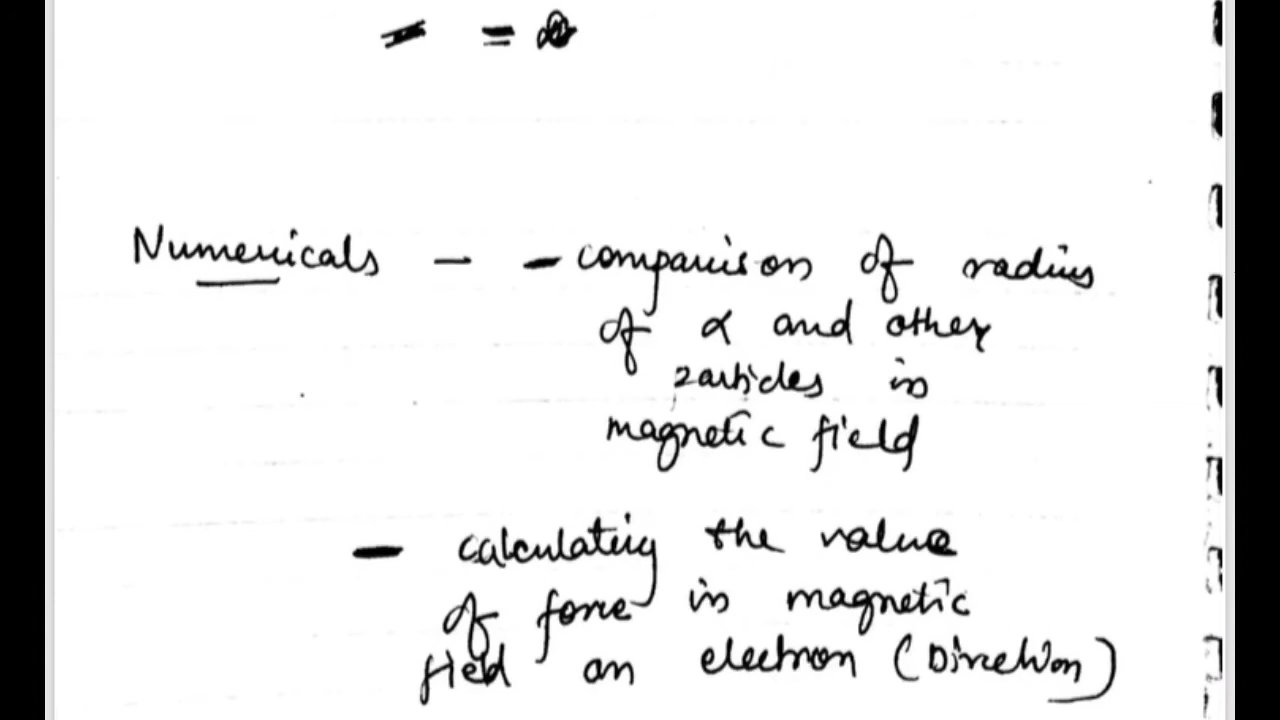 =
Numericals - - comparison of radius
of α and other
particles in
magnetic field
- calculating the value
of force in magnetic
field on electron (Direction)